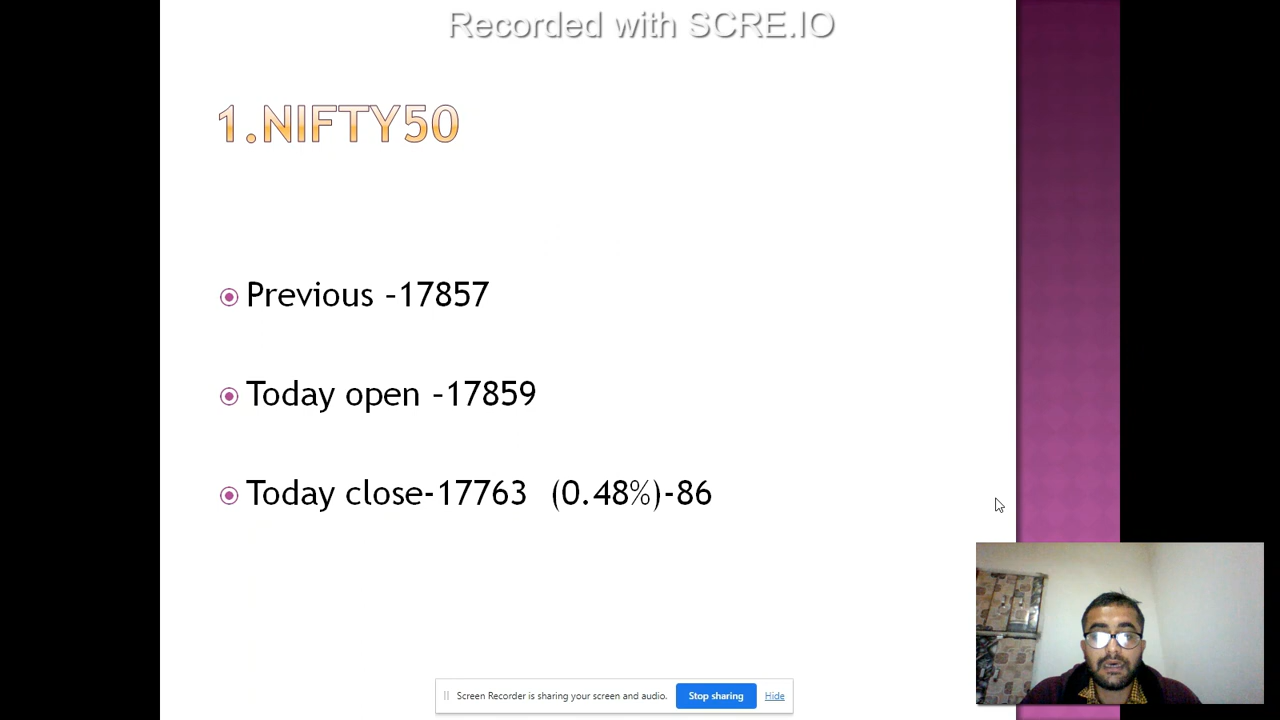 Recorded with SCRE.IO
1.NIFTY50
Previous -17857
Today open -17859
Today close-17763 (0.48%)-86
Screen Recorder is sharing your screen and audio. Stop sharing Hide